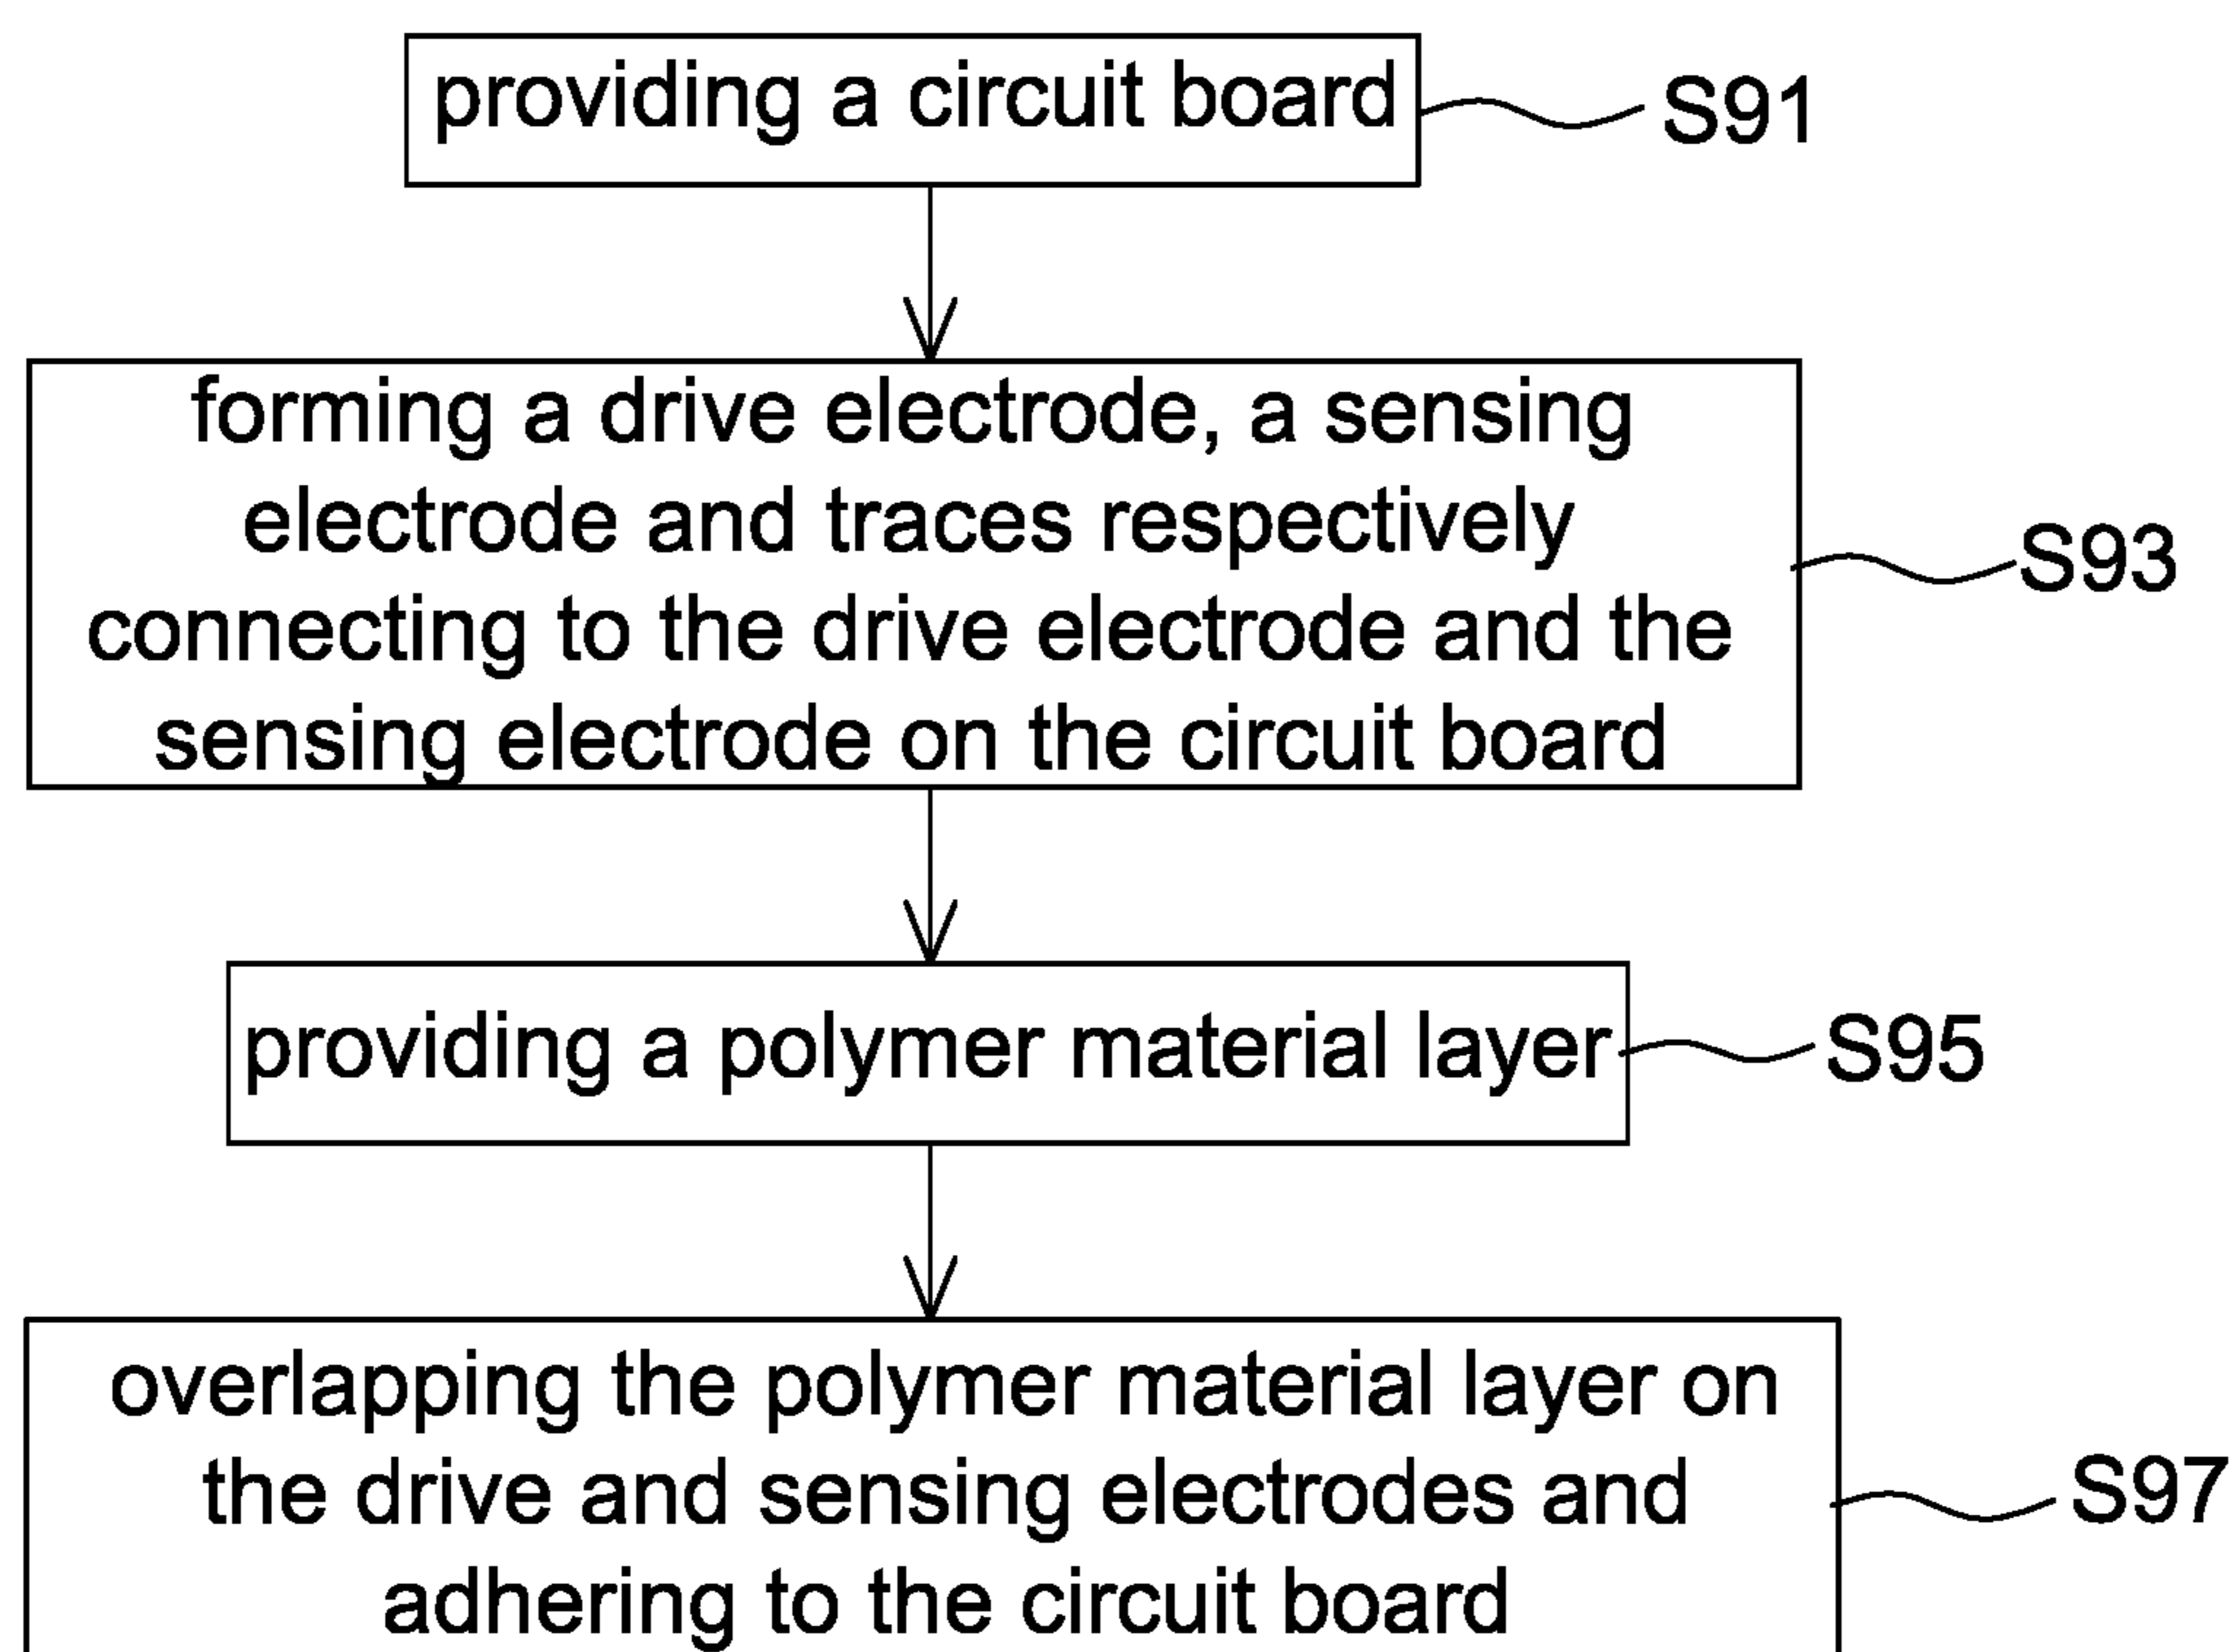 providing a circuit board
S91
forming a drive electrode, a sensing
electrode and traces respectively
connecting to the drive electrode and the
sensing electrode on the circuit board
S93
providing a polymer material layer
S95
overlapping the polymer material layer on
the drive and sensing electrodes and
adhering to the circuit board
S97